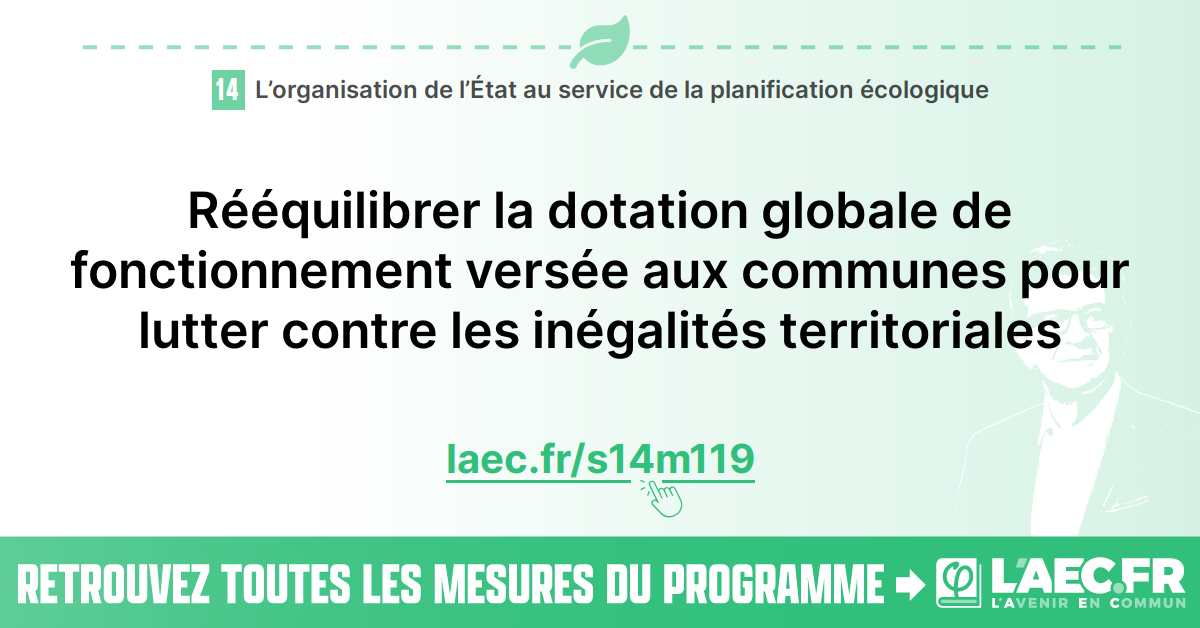 14 L’organisation de l’État au service de la planification écologique
Rééquilibrer la dotation globale de
fonctionnement versée aux communes pour
lutter contre les inégalités territoriales
laec.fr/s14m119
RETROUVEZ TOUTES LES MESURES DU PROGRAMME
φ L'AEC.FR
L'AVENIR EN COMMUN